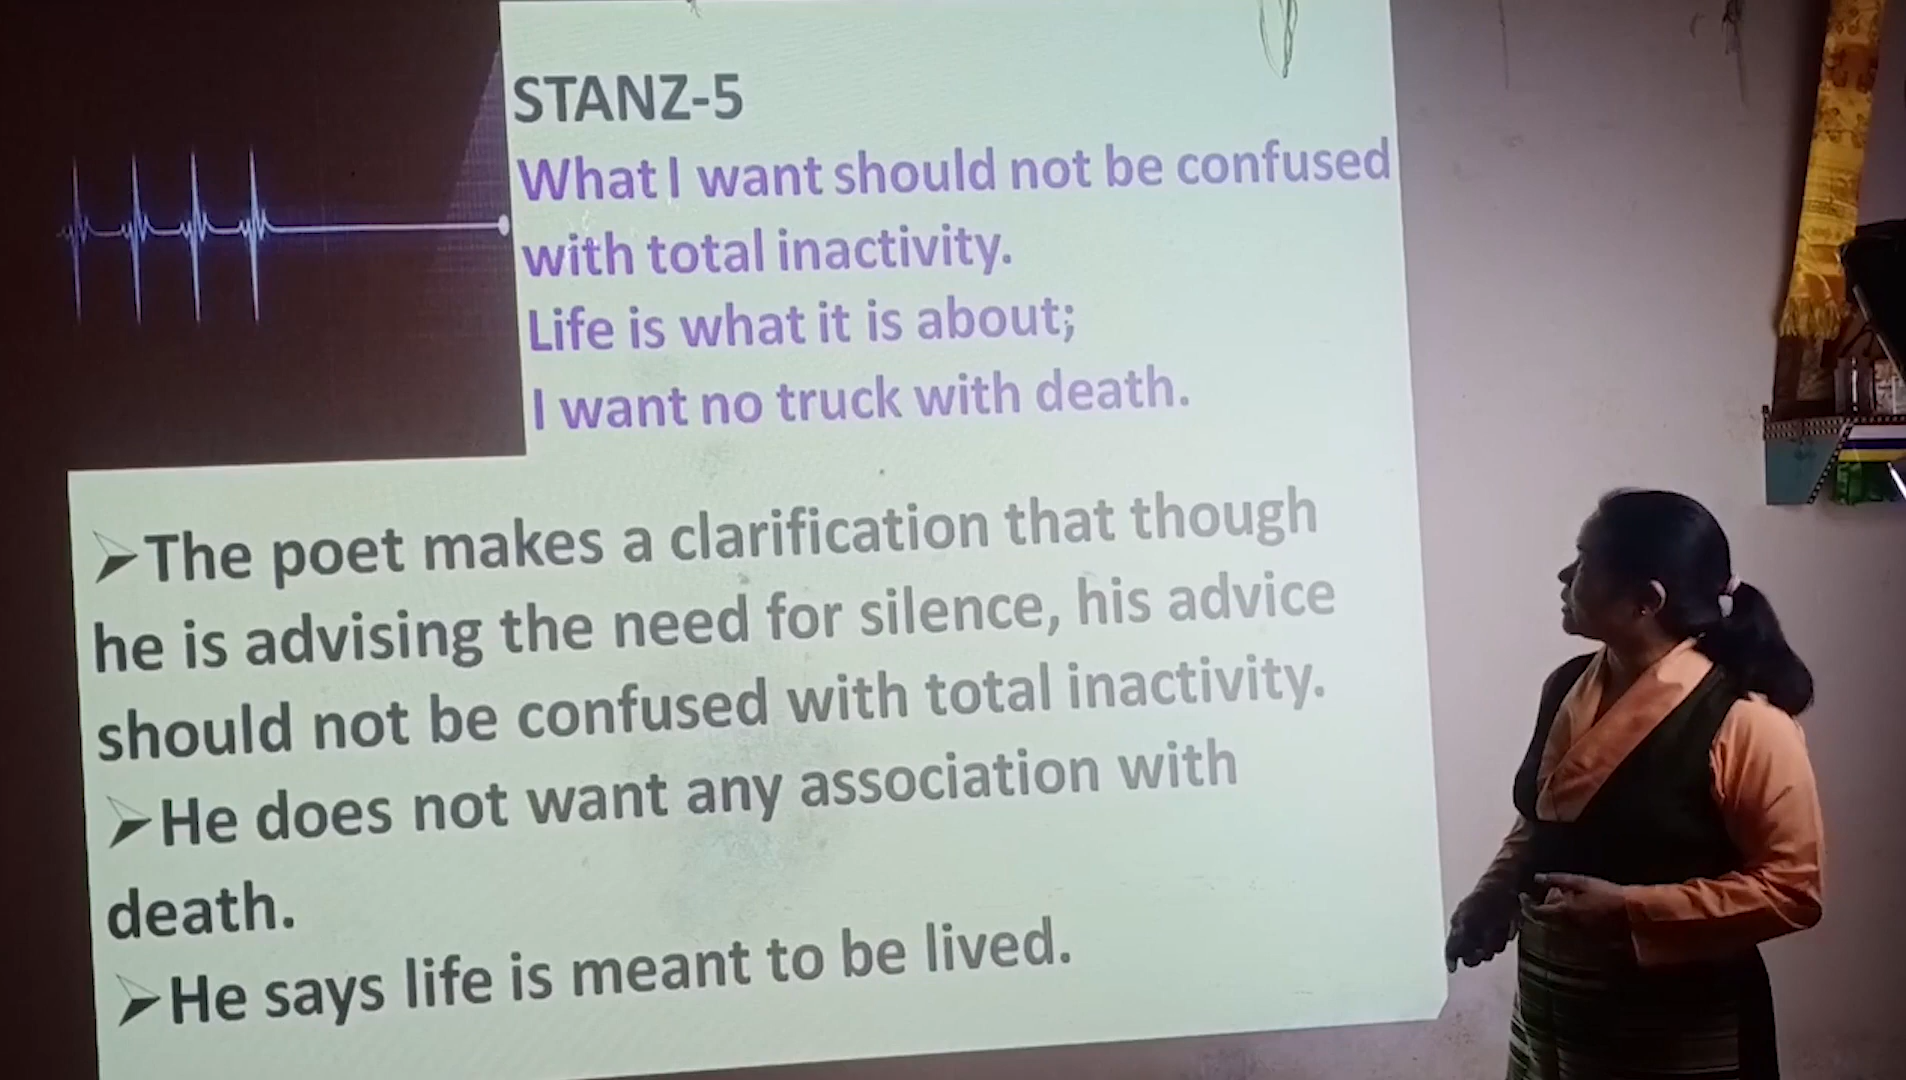 STANZ-5
What I want should not be confused
with total inactivity.
Life is what it is about;
I want no truck with death.
The poet makes a clarification that though
he is advising the need for silence, his advice
should not be confused with total inactivity.
He does not want any association with
death.
He says life is meant to be lived.